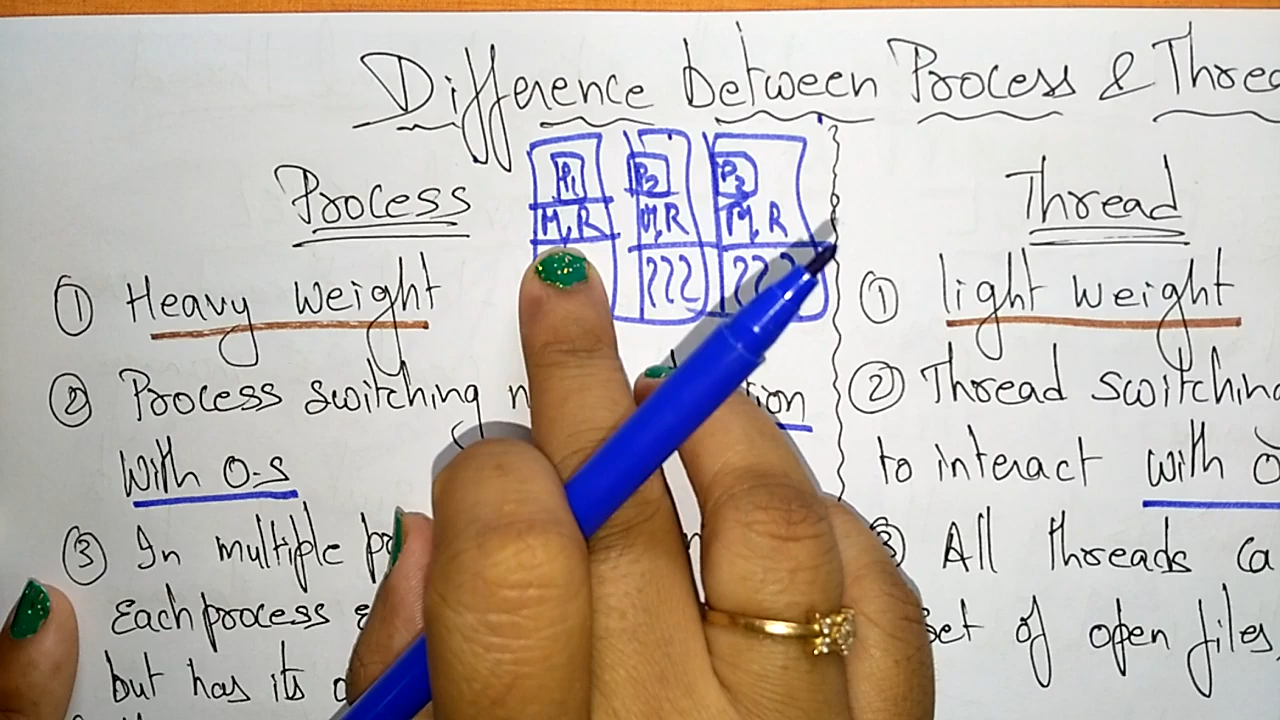 Difference between Process & Threa
P1 P2 P3
M,R M,R M,R
Process
① Heavy Weight
② Process switching
With O-S
③ In multiple
Each process
but has its
Thread
① light Weight
② Thread switching
to interact with
③ All threads Ca
set of open files,